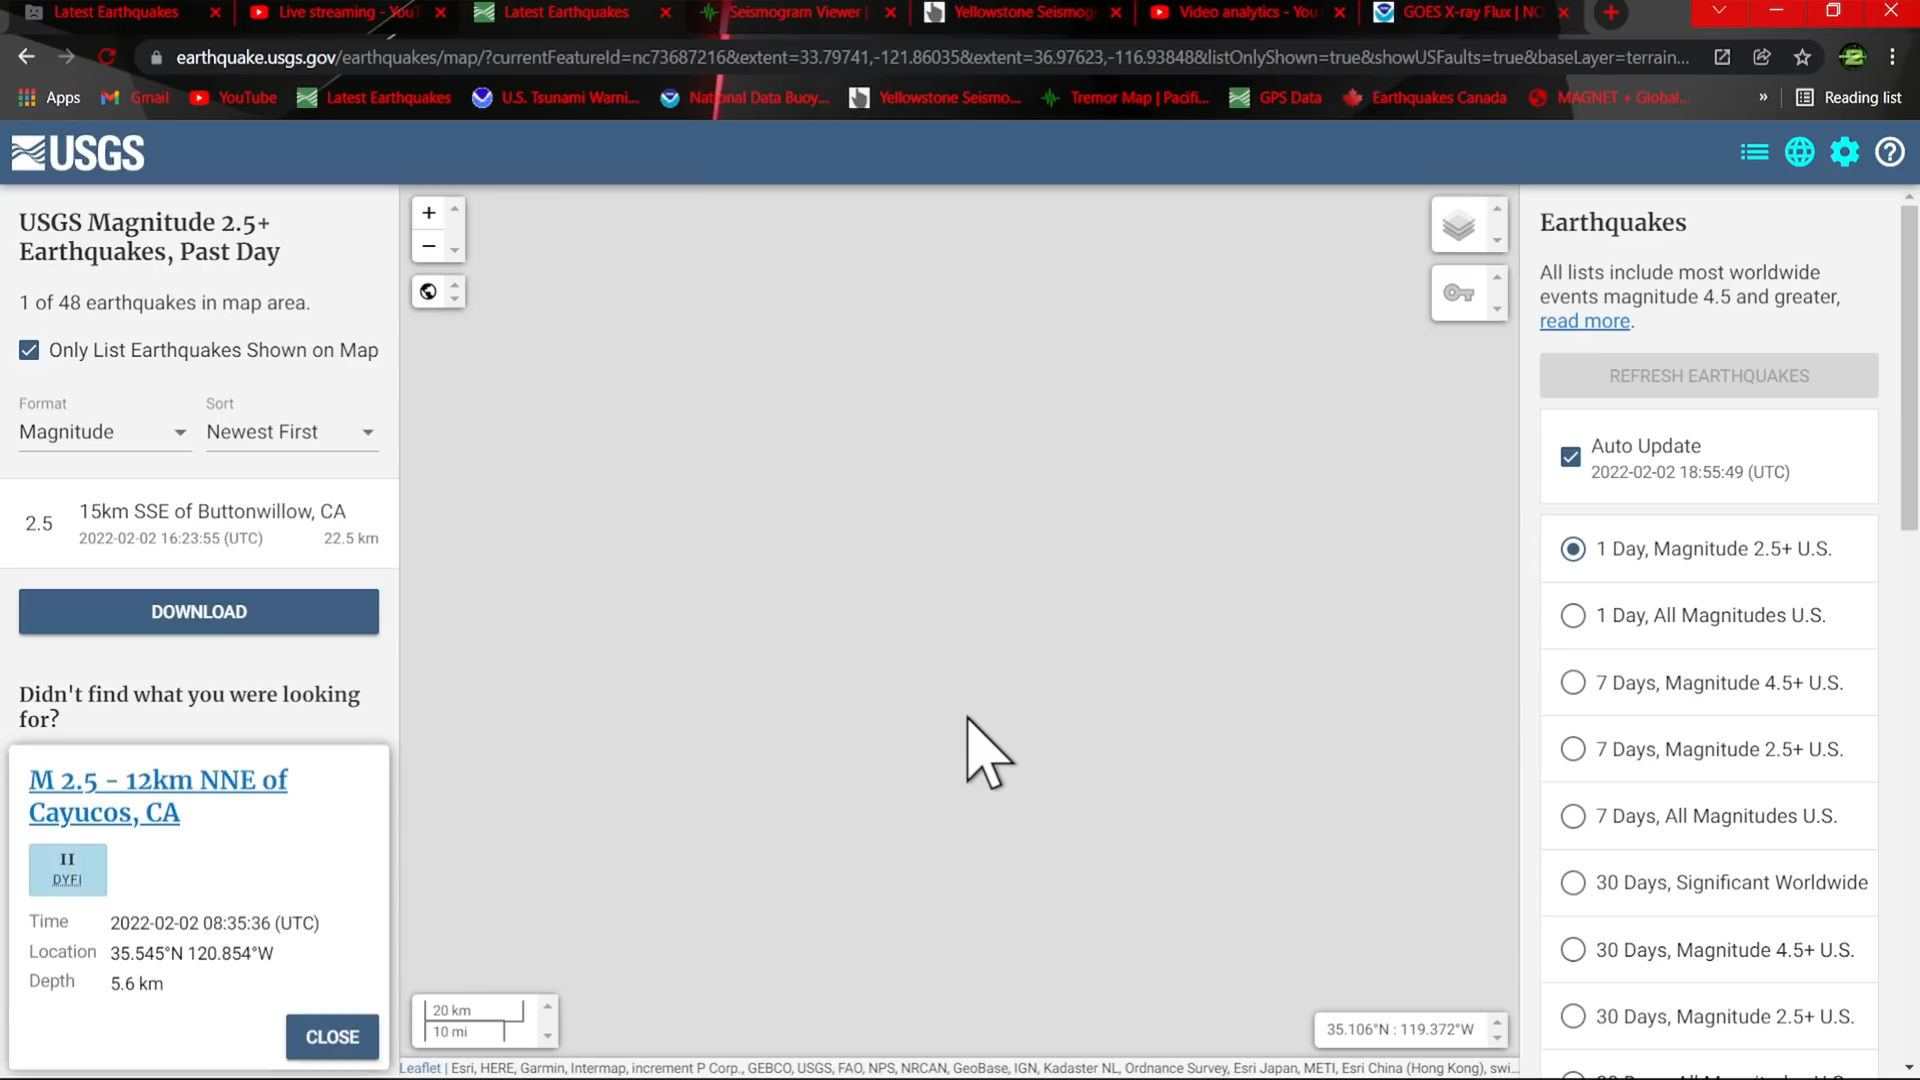 Latest Earthquakes
Live streaming - YouT
Latest Earthquakes
Seismogram Viewer
Yellowstone Seismog
Video analytics - You
GOES X-ray Flux | NO
earthquake.usgs.gov/earthquakes/map/?currentFeatureId=nc73687216&extent=33.79741,-121.86035&extent=36.97623,-116.93848&listOnlyShown=true&showUSFaults=true&baseLayer=terrain...
Apps
Gmail
YouTube
Latest Earthquakes
U.S. Tsunami Warni...
National Data Buoy...
Yellowstone Seismo...
Tremor Map | Pacifi...
GPS Data
Earthquakes Canada
MAGNET + Global...
»
Reading list
USGS
USGS Magnitude 2.5+
Earthquakes, Past Day
1 of 48 earthquakes in map area.
Only List Earthquakes Shown on Map
Format
Sort
Magnitude
Newest First
2.5
15km SSE of Buttonwillow, CA
2022-02-02 16:23:55 (UTC)
22.5 km
DOWNLOAD
Didn't find what you were looking
for?
M 2.5 - 12km NNE of
Cayucos, CA
II
DYFI
Time 2022-02-02 08:35:36 (UTC)
Location 35.545°N 120.854°W
Depth 5.6 km
CLOSE
+
−
20 km
10 mi
35.106°N : 119.372°W
Leaflet | Esri, HERE, Garmin, Intermap, increment P Corp., GEBCO, USGS, FAO, NPS, NRCAN, GeoBase, IGN, Kadaster NL, Ordnance Survey, Esri Japan, METI, Esri China (Hong Kong), swi...
Earthquakes
All lists include most worldwide
events magnitude 4.5 and greater,
read more.
REFRESH EARTHQUAKES
Auto Update
2022-02-02 18:55:49 (UTC)
1 Day, Magnitude 2.5+ U.S.
1 Day, All Magnitudes U.S.
7 Days, Magnitude 4.5+ U.S.
7 Days, Magnitude 2.5+ U.S.
7 Days, All Magnitudes U.S.
30 Days, Significant Worldwide
30 Days, Magnitude 4.5+ U.S.
30 Days, Magnitude 2.5+ U.S.